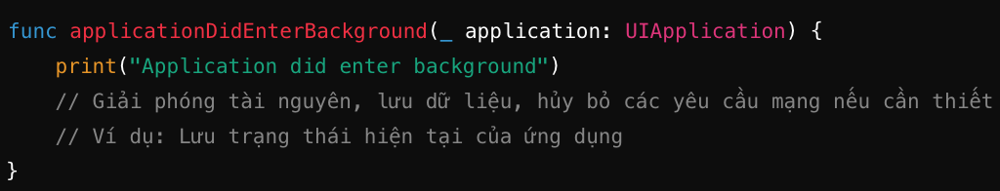 func applicationDidEnterBackground(_ application: UIApplication) {
    print("Application did enter background")
    // Giải phóng tài nguyên, lưu dữ liệu, hủy bỏ các yêu cầu mạng nếu cần thiết
    // Ví dụ: Lưu trạng thái hiện tại của ứng dụng
}